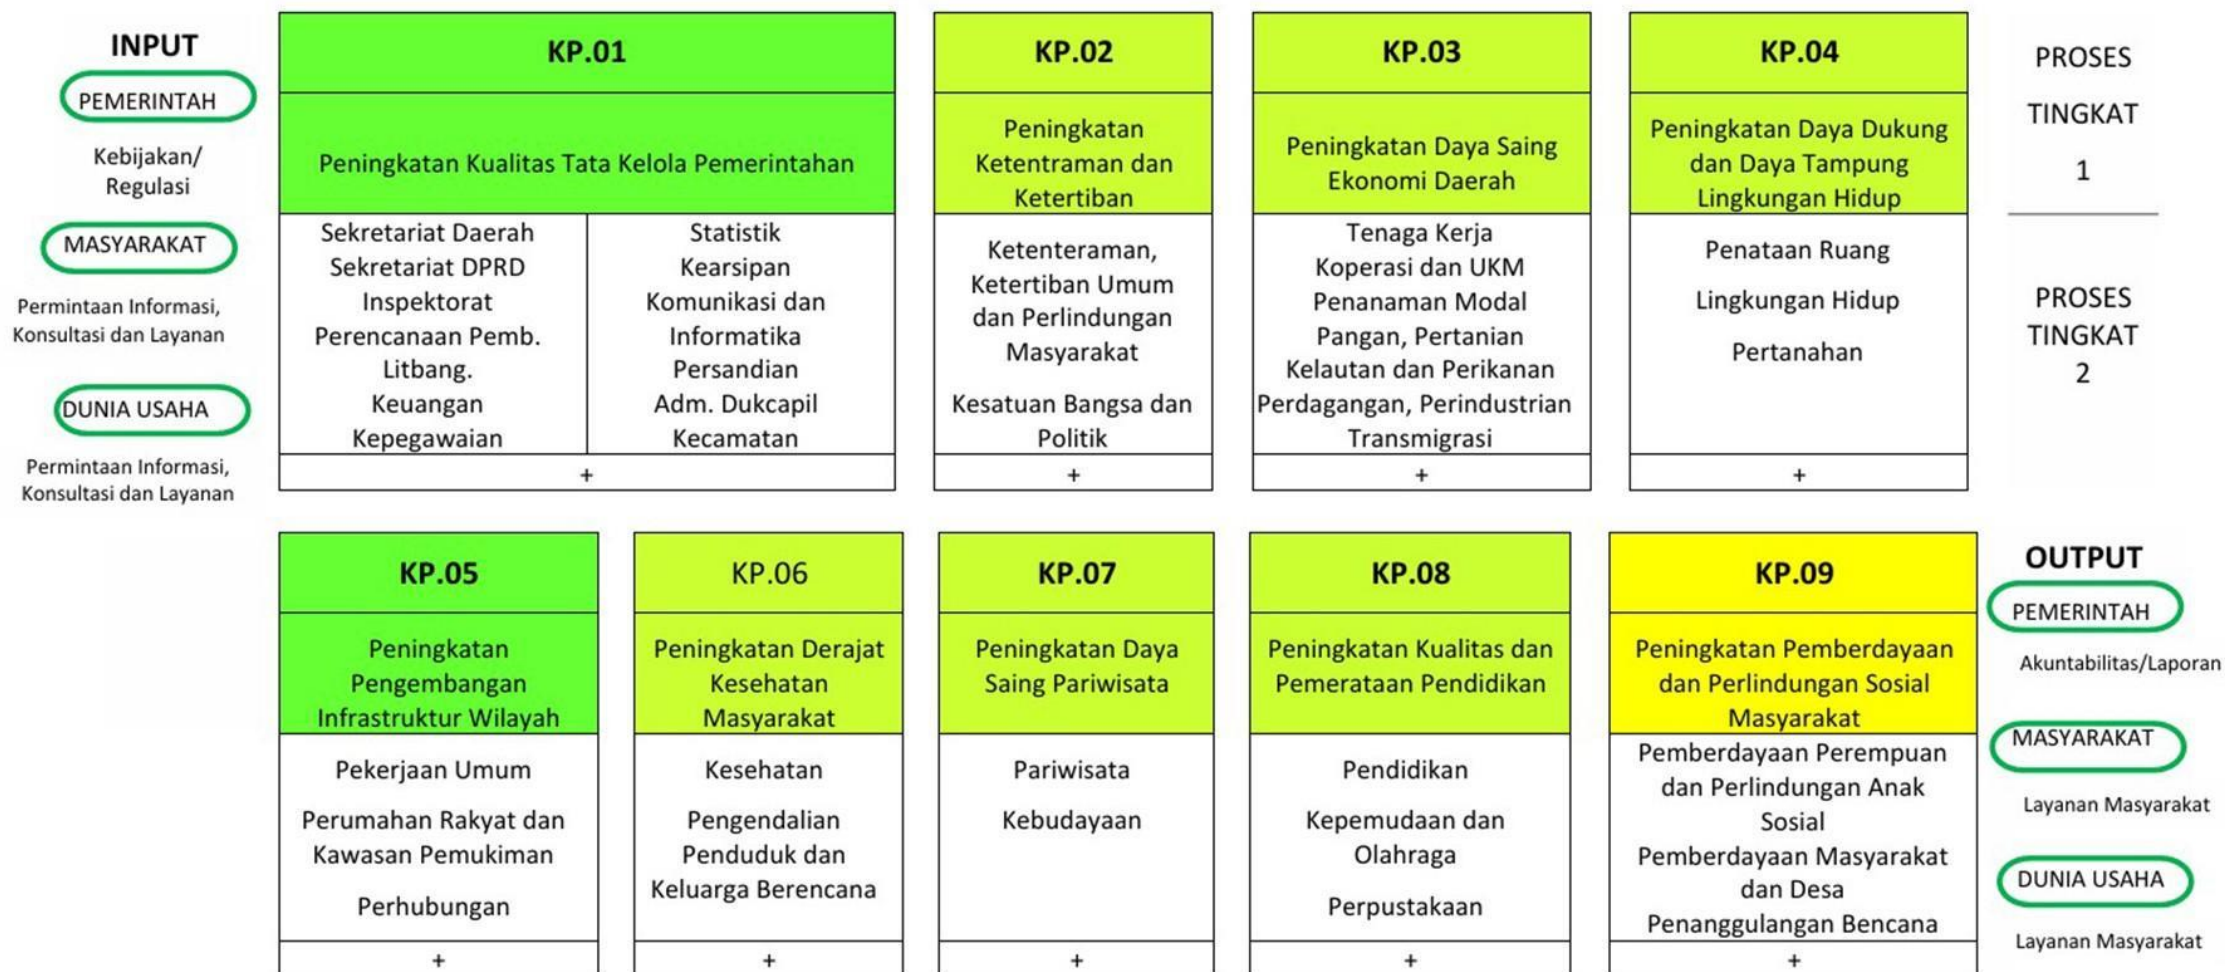 INPUT
PEMERINTAH
Kebijakan/
Regulasi
MASYARAKAT
Permintaan Informasi,
Konsultasi dan Layanan
DUNIA USAHA
Permintaan Informasi,
Konsultasi dan Layanan
KP.01
Peningkatan Kualitas Tata Kelola Pemerintahan
Sekretariat Daerah
Sekretariat DPRD
Inspektorat
Perencanaan Pemb.
Litbang.
Keuangan
Kepegawaian
Statistik
Kearsipan
Komunikasi dan
Informatika
Persandian
Adm. Dukcapil
Kecamatan
+
KP.02
Peningkatan
Ketentraman dan
Ketertiban
Ketenteraman,
Ketertiban Umum
dan Perlindungan
Masyarakat
Kesatuan Bangsa dan
Politik
+
KP.03
Peningkatan Daya Saing
Ekonomi Daerah
Tenaga Kerja
Koperasi dan UKM
Penanaman Modal
Pangan, Pertanian
Kelautan dan Perikanan
Perdagangan, Perindustrian
Transmigrasi
+
KP.04
Peningkatan Daya Dukung
dan Daya Tampung
Lingkungan Hidup
Penataan Ruang
Lingkungan Hidup
Pertanahan
+
PROSES
TINGKAT
1
PROSES
TINGKAT
2
KP.05
Peningkatan
Pengembangan
Infrastruktur Wilayah
Pekerjaan Umum
Perumahan Rakyat dan
Kawasan Pemukiman
Perhubungan
+
KP.06
Peningkatan Derajat
Kesehatan
Masyarakat
Kesehatan
Pengendalian
Penduduk dan
Keluarga Berencana
+
KP.07
Peningkatan Daya
Saing Pariwisata
Pariwisata
Kebudayaan
+
KP.08
Peningkatan Kualitas dan
Pemerataan Pendidikan
Pendidikan
Kepemudaan dan
Olahraga
Perpustakaan
+
KP.09
Peningkatan Pemberdayaan
dan Perlindungan Sosial
Masyarakat
Pemberdayaan Perempuan
dan Perlindungan Anak
Sosial
Pemberdayaan Masyarakat
dan Desa
Penanggulangan Bencana
+
OUTPUT
PEMERINTAH
Akuntabilitas/Laporan
MASYARAKAT
Layanan Masyarakat
DUNIA USAHA
Layanan Masyarakat